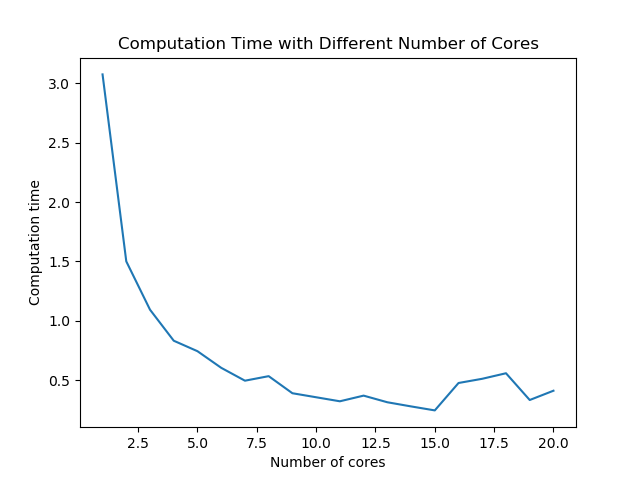 Computation Time with Different Number of Cores
3.0
2.5
2.0
1.5
1.0
0.5
Computation time
2.5 5.0 7.5 10.0 12.5 15.0 17.5 20.0
Number of cores